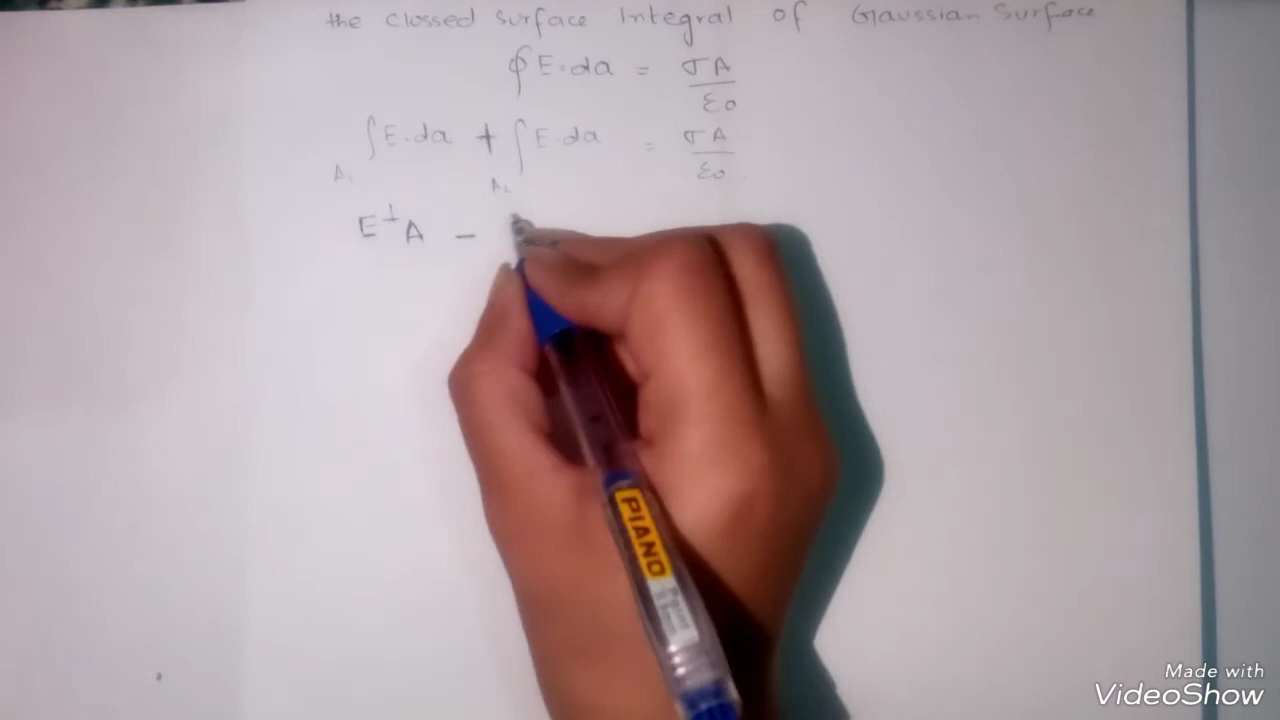 the clossed surface Integral of Gaussian Surface
∮ E·da = σA / ε₀
∫ E·da + ∫ E·da = σA / ε₀
A₁ A₂
E⊥A –
PIANO
Made with
VideoShow